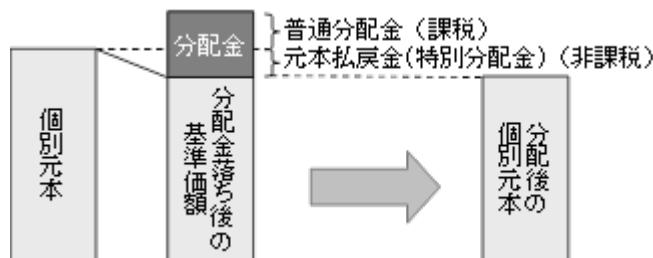 分配金
普通分配金（課税）
元本払戻金(特別分配金)（非課税）
個別元本
分配金落ち後の
基準価額
分配後の
個別元本